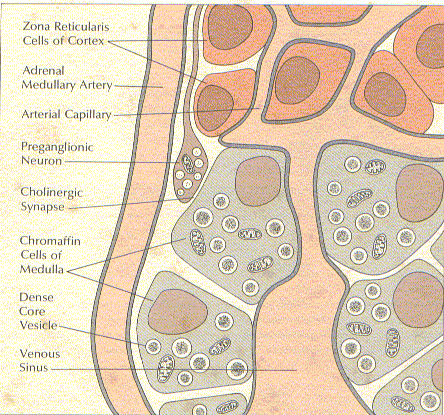 Zona Reticularis
Cells of Cortex
Adrenal
Medullary Artery
Arterial Capillary
Preganglionic
Neuron
Cholinergic
Synapse
Chromaffin
Cells of
Medulla
Dense
Core
Vesicle
Venous
Sinus